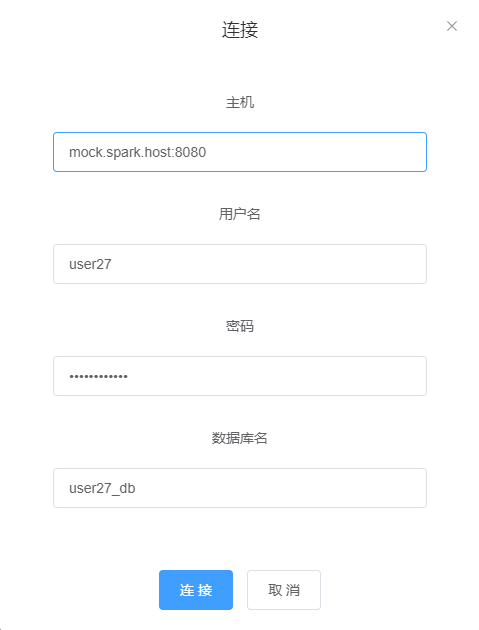 连接
主机
mock.spark.host:8080
用户名
user27
密码
••••••••••••
数据库名
user27_db
连 接
取 消